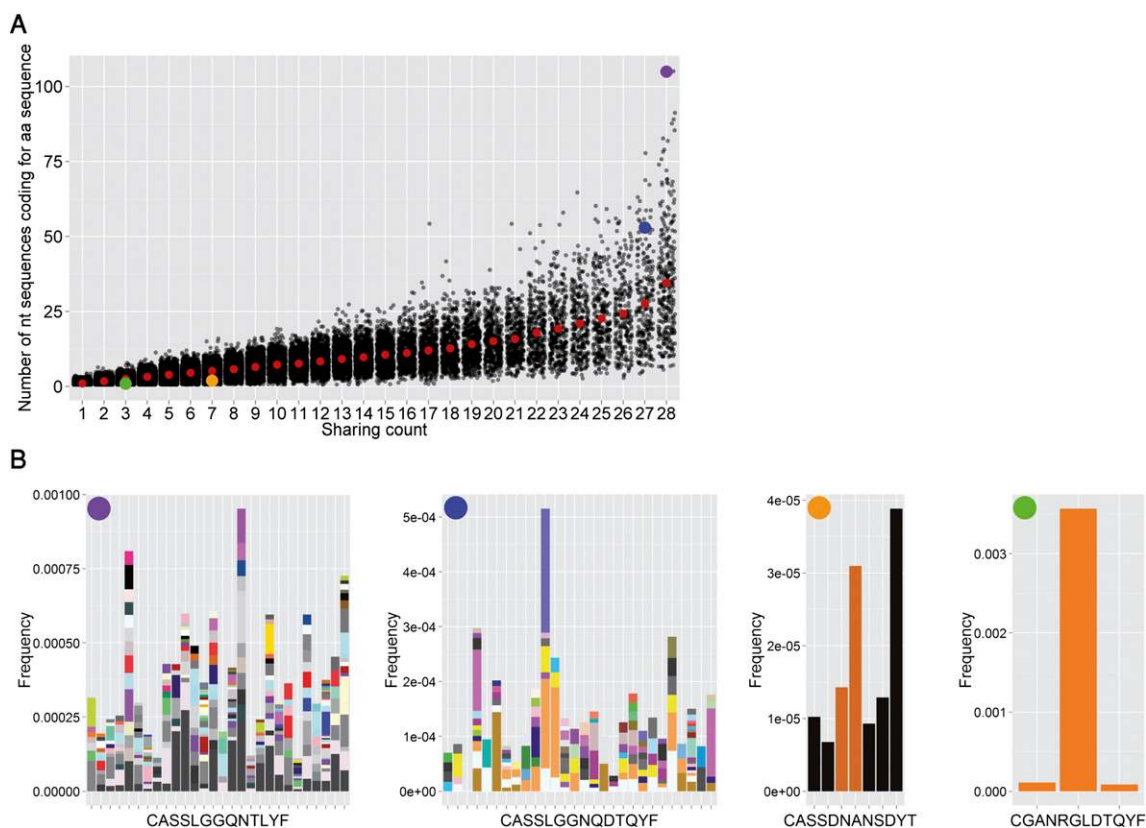 A
Number of nt sequences coding for aa sequence
100
75
50
25
0
1 2 3 4 5 6 7 8 9 10 11 12 13 14 15 16 17 18 19 20 21 22 23 24 25 26 27 28
Sharing count
B
Frequency
0.00100
0.00075
0.00050
0.00025
0.00000
CASSLGGQNTLYF
Frequency
5e-04
4e-04
3e-04
2e-04
1e-04
0e+00
CASSLGGNQDTQYF
Frequency
4e-05
3e-05
2e-05
1e-05
0e+00
CASSDNANSDYT
Frequency
0.003
0.002
0.001
0.000
CGANRGLDTQYF